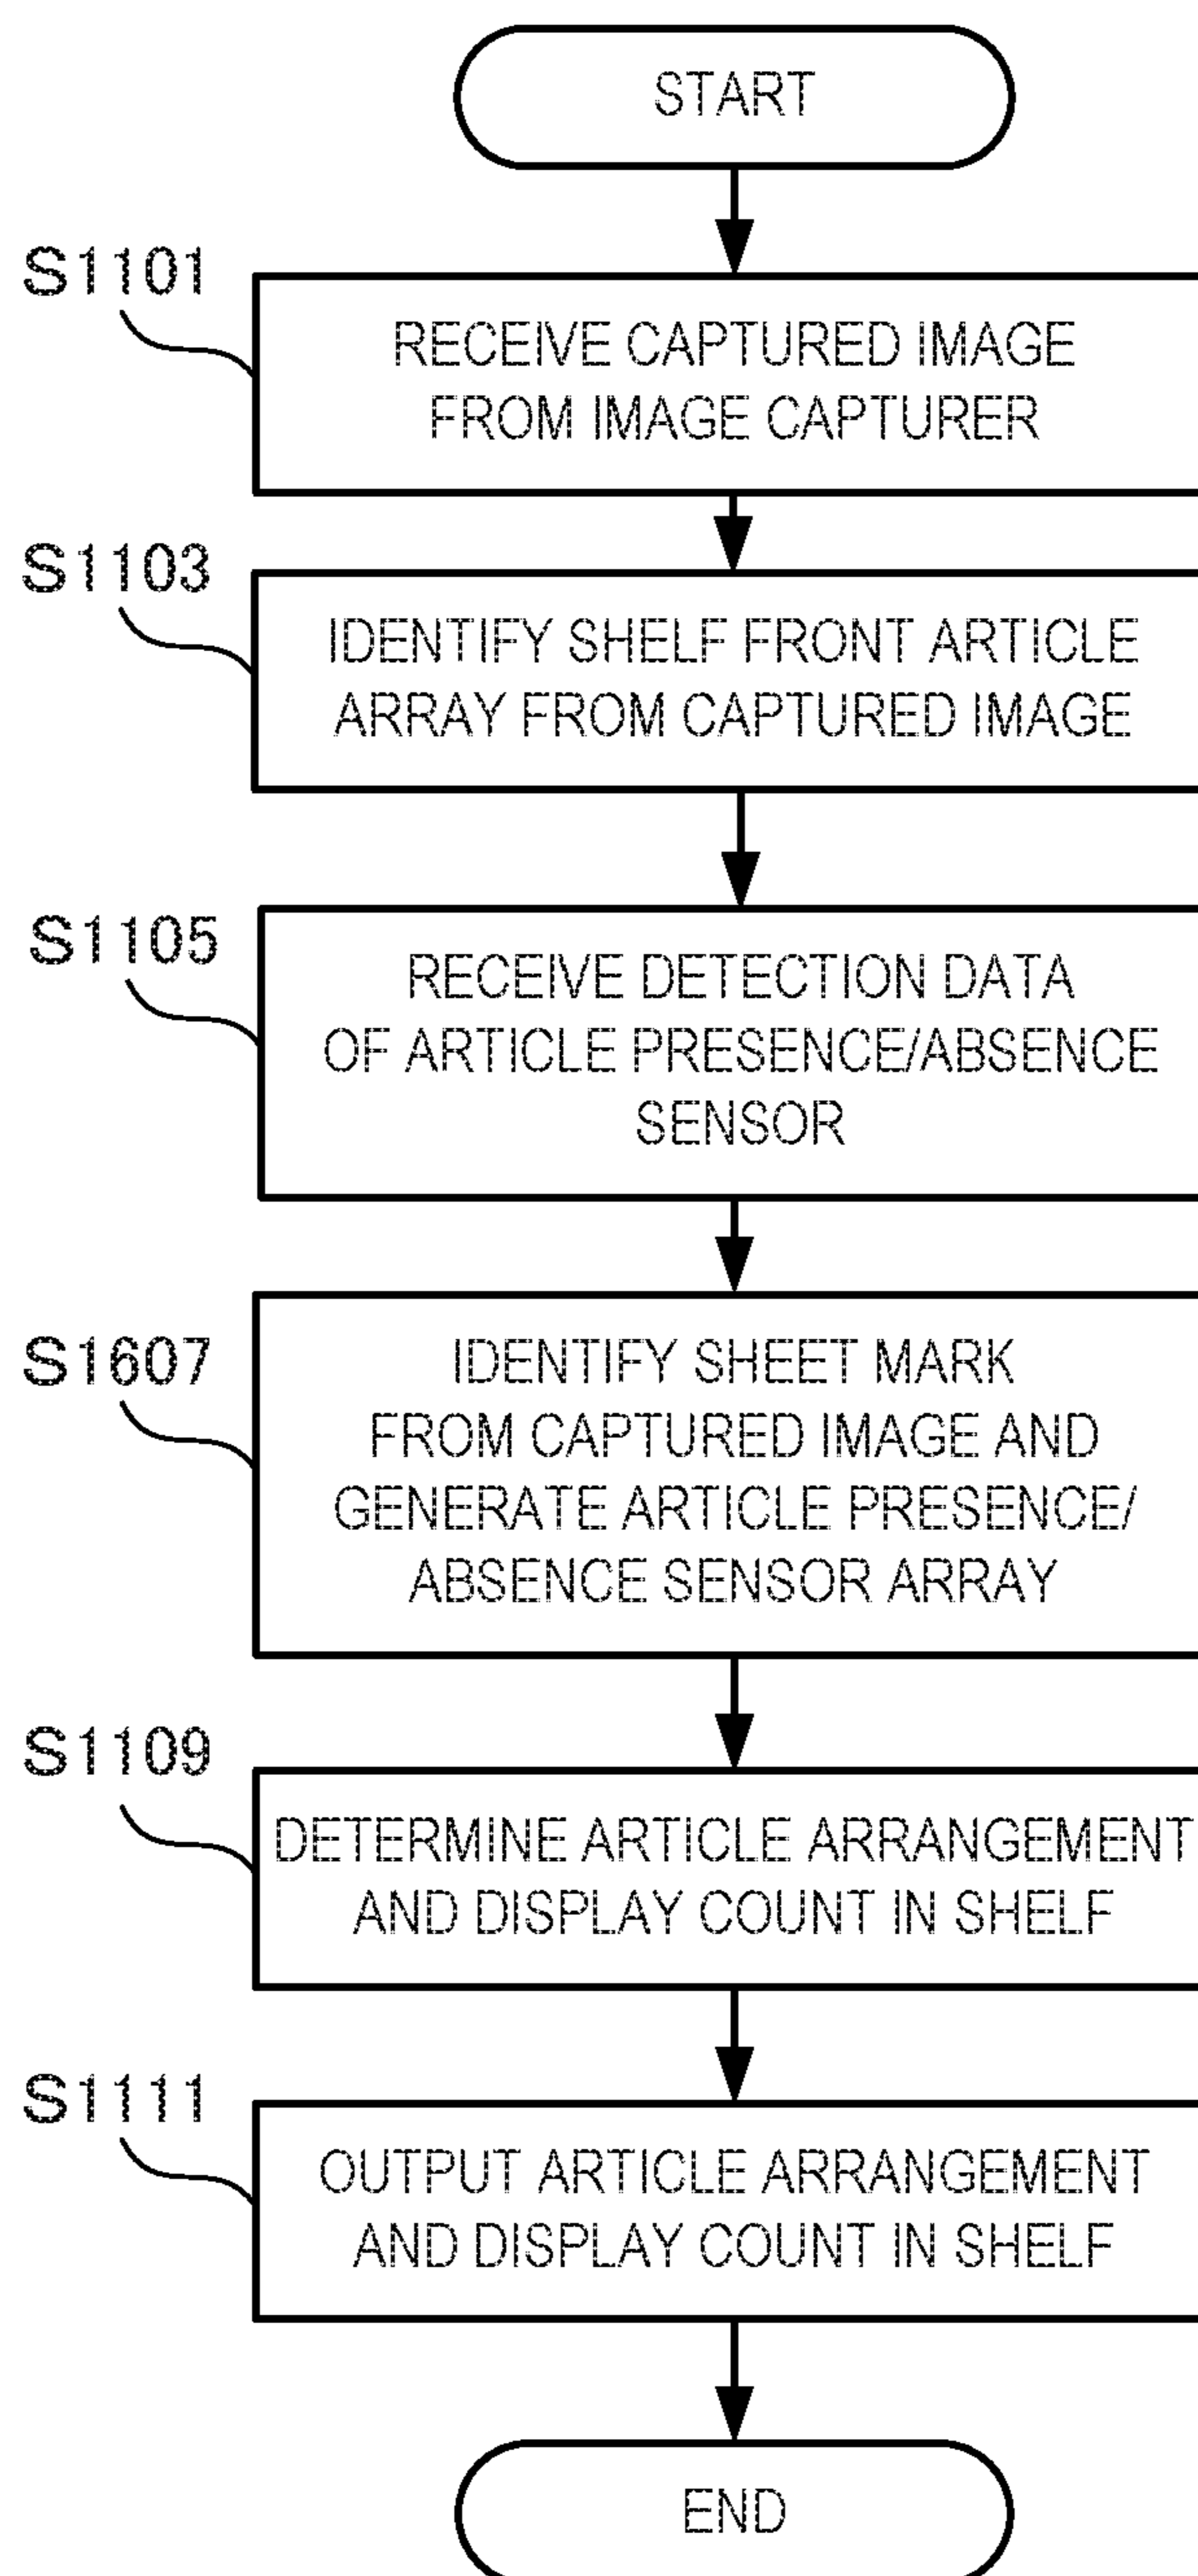 START
S1101
RECEIVE CAPTURED IMAGE
FROM IMAGE CAPTURER
S1103
IDENTIFY SHELF FRONT ARTICLE
ARRAY FROM CAPTURED IMAGE
S1105
RECEIVE DETECTION DATA
OF ARTICLE PRESENCE/ABSENCE
SENSOR
S1607
IDENTIFY SHEET MARK
FROM CAPTURED IMAGE AND
GENERATE ARTICLE PRESENCE/
ABSENCE SENSOR ARRAY
S1109
DETERMINE ARTICLE ARRANGEMENT
AND DISPLAY COUNT IN SHELF
S1111
OUTPUT ARTICLE ARRANGEMENT
AND DISPLAY COUNT IN SHELF
END